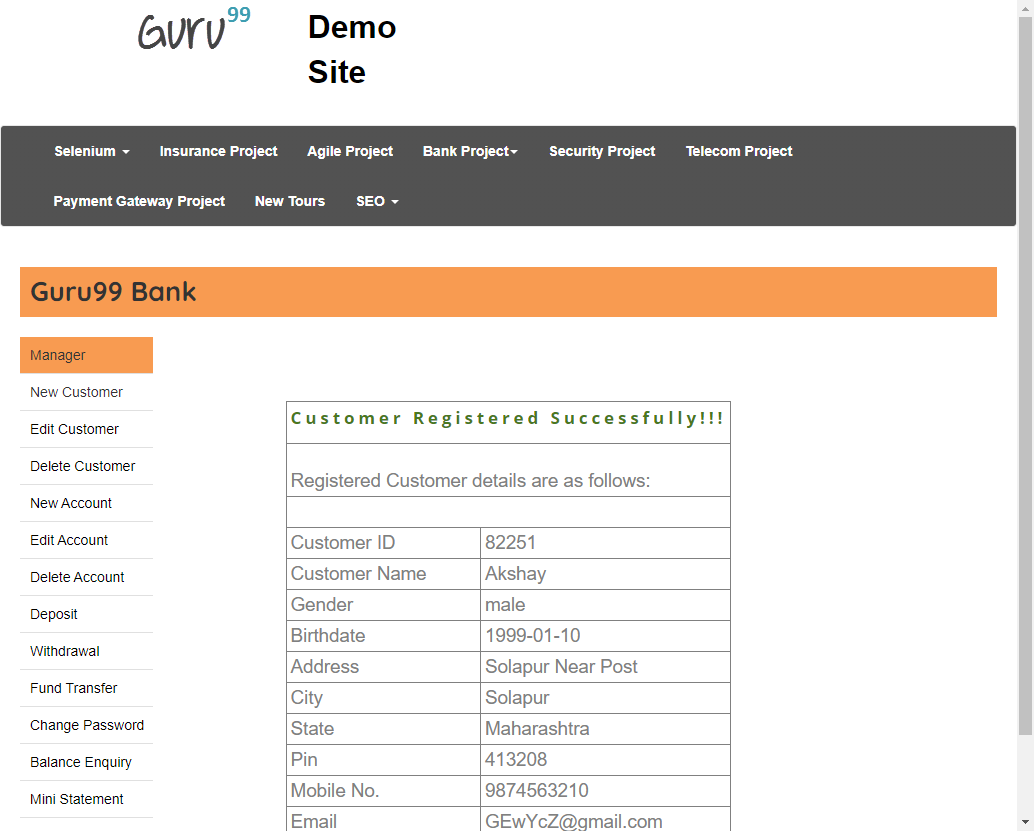 Guru99
Demo
Site
Selenium
Insurance Project
Agile Project
Bank Project
Security Project
Telecom Project
Payment Gateway Project
New Tours
SEO
Guru99 Bank
Manager
New Customer
Edit Customer
Delete Customer
New Account
Edit Account
Delete Account
Deposit
Withdrawal
Fund Transfer
Change Password
Balance Enquiry
Mini Statement
Customer Registered Successfully!!!
Registered Customer details are as follows:
Customer ID 82251
Customer Name Akshay
Gender male
Birthdate 1999-01-10
Address Solapur Near Post
City Solapur
State Maharashtra
Pin 413208
Mobile No. 9874563210
Email GEwYcZ@gmail.com